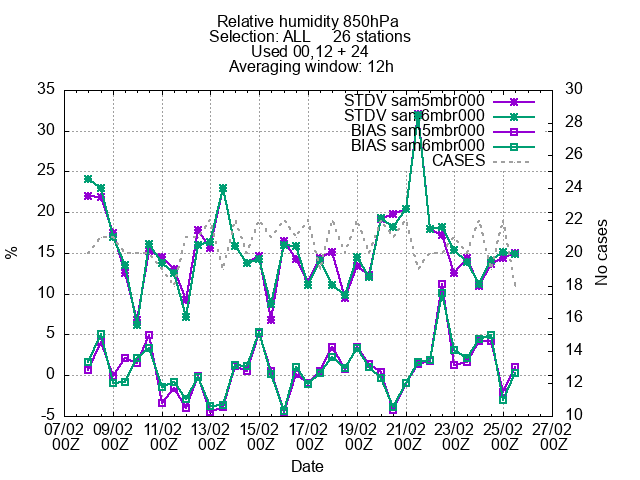 Relative humidity 850hPa
Selection: ALL 26 stations
Used 00,12 + 24
Averaging window: 12h
STDV sam5mbr000
STDV sam6mbr000
BIAS sam5mbr000
BIAS sam6mbr000
CASES
35
30
25
20
15
10
5
0
-5
%
30
28
26
24
22
20
18
16
14
12
10
No cases
07/02 09/02 11/02 13/02 15/02 17/02 19/02 21/02 23/02 25/02 27/02
00Z 00Z 00Z 00Z 00Z 00Z 00Z 00Z 00Z 00Z 00Z
Date